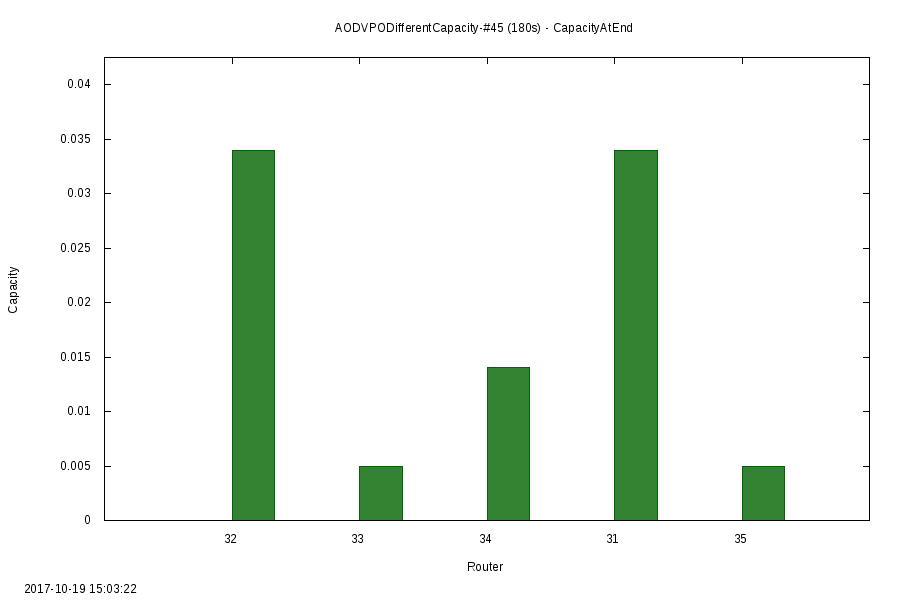 AODVPODifferentCapacity-#45 (180s) - CapacityAtEnd
0.04
0.035
0.03
0.025
0.02
0.015
0.01
0.005
0
Capacity
32 33 34 31 35
Router
2017-10-19 15:03:22